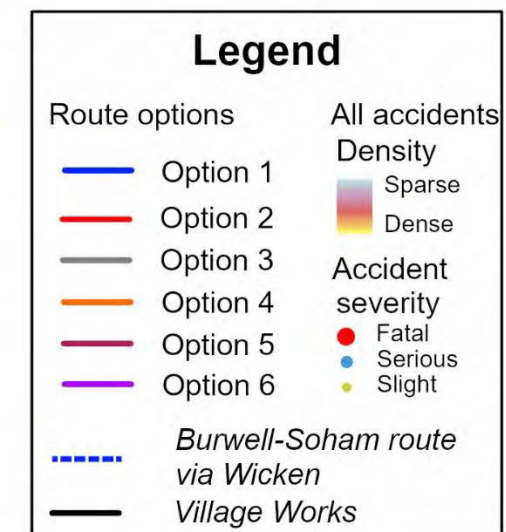 Legend
Route options
Option 1
Option 2
Option 3
Option 4
Option 5
Option 6
Burwell-Soham route
via Wicken
Village Works
All accidents
Density
Sparse
Dense
Accident
severity
Fatal
Serious
Slight